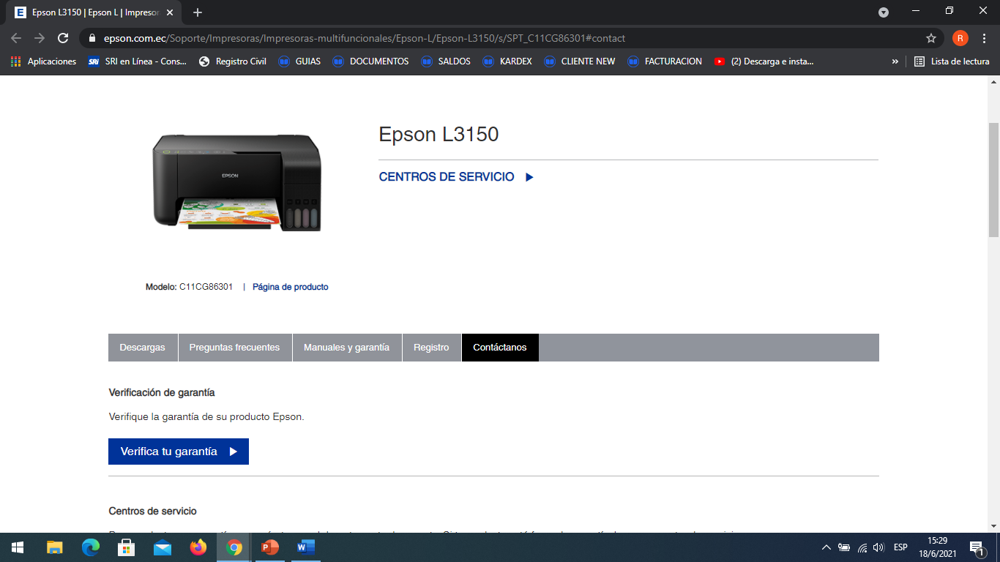 Epson L3150 | Epson L | Impresor
epson.com.ec/Soporte/Impresoras/Impresoras-multifuncionales/Epson-L/Epson-L3150/s/SPT_C11CG86301#contact
R
Aplicaciones SRI en Línea - Cons... Registro Civil GUIAS DOCUMENTOS SALDOS KARDEX CLIENTE NEW FACTURACION (2) Descarga e insta... » Lista de lectura
Epson L3150
CENTROS DE SERVICIO
EPSON
Modelo: C11CG86301 | Página de producto
Descargas Preguntas frecuentes Manuales y garantía Registro Contáctanos
Verificación de garantía
Verifique la garantía de su producto Epson.
Verifica tu garantía
Centros de servicio
ESP
15:29
18/6/2021
1